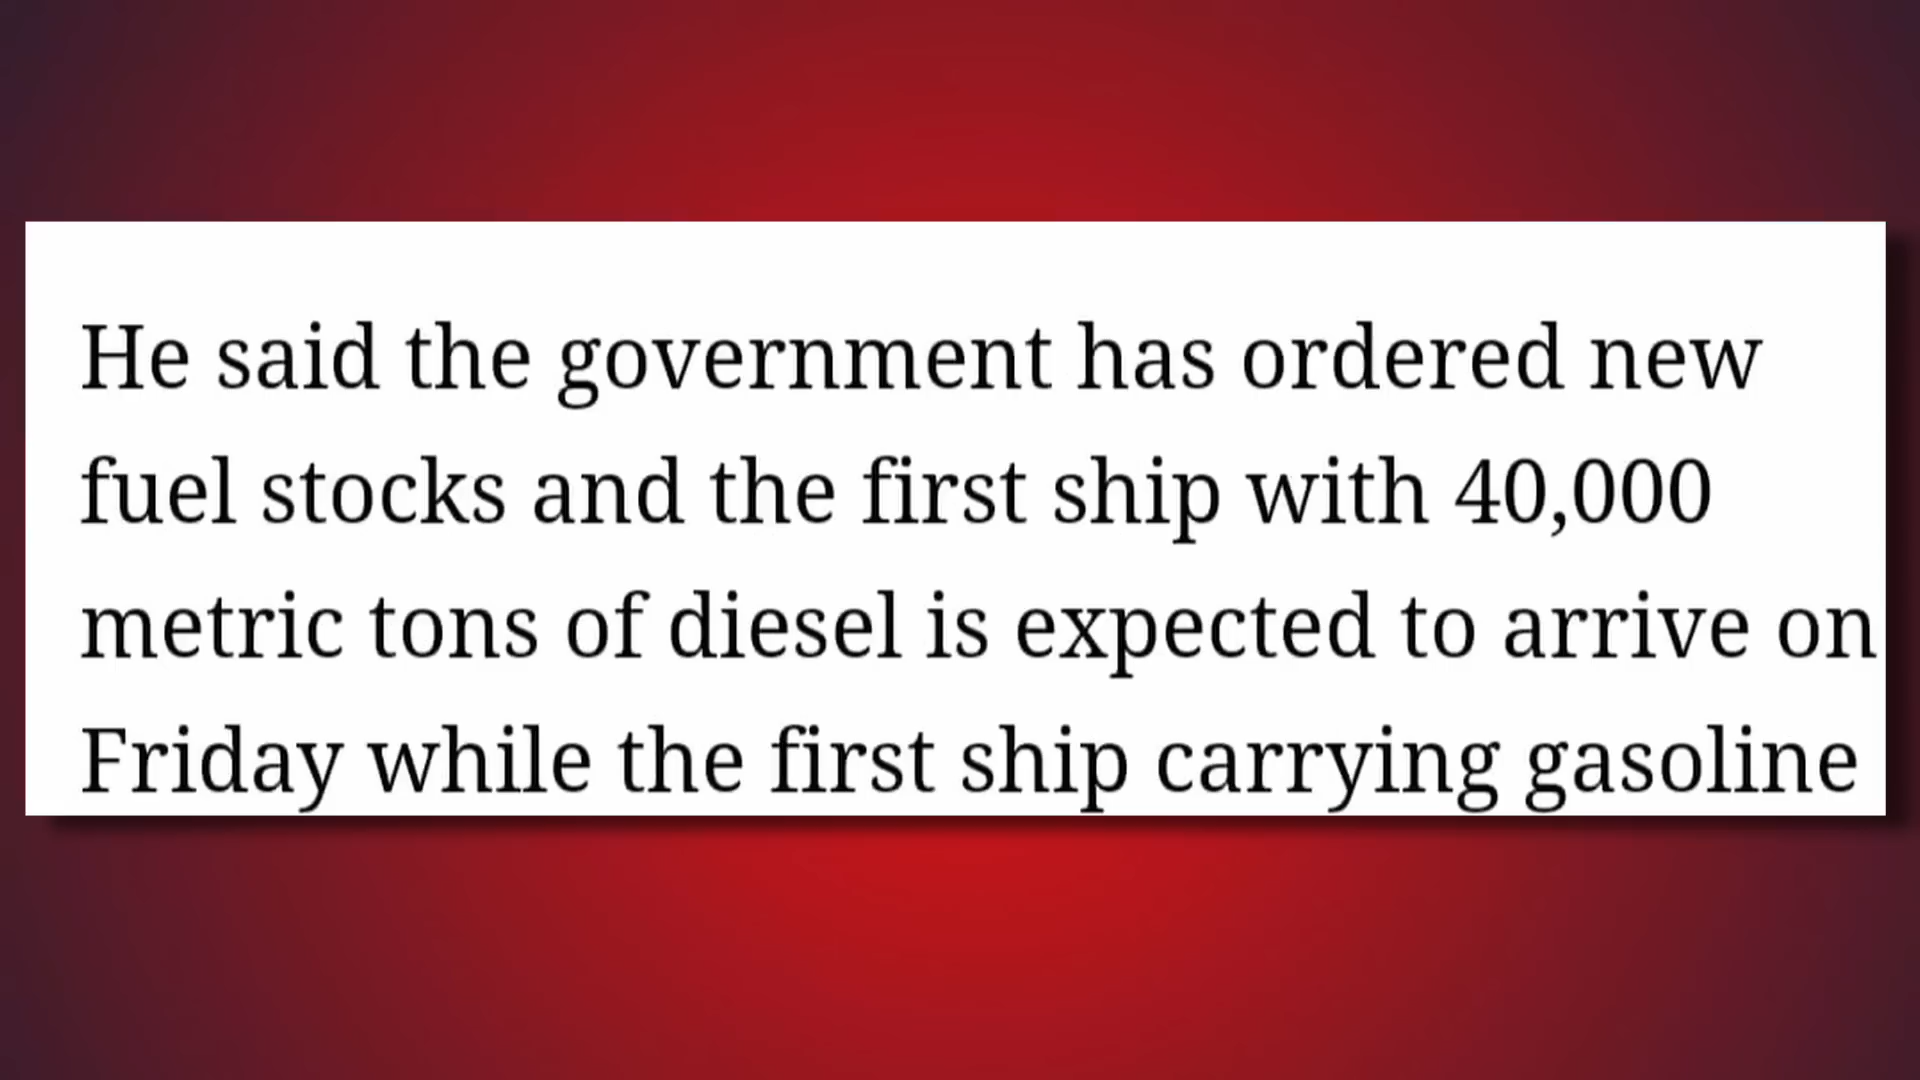 He said the government has ordered new
fuel stocks and the first ship with 40,000
metric tons of diesel is expected to arrive on
Friday while the first ship carrying gasoline